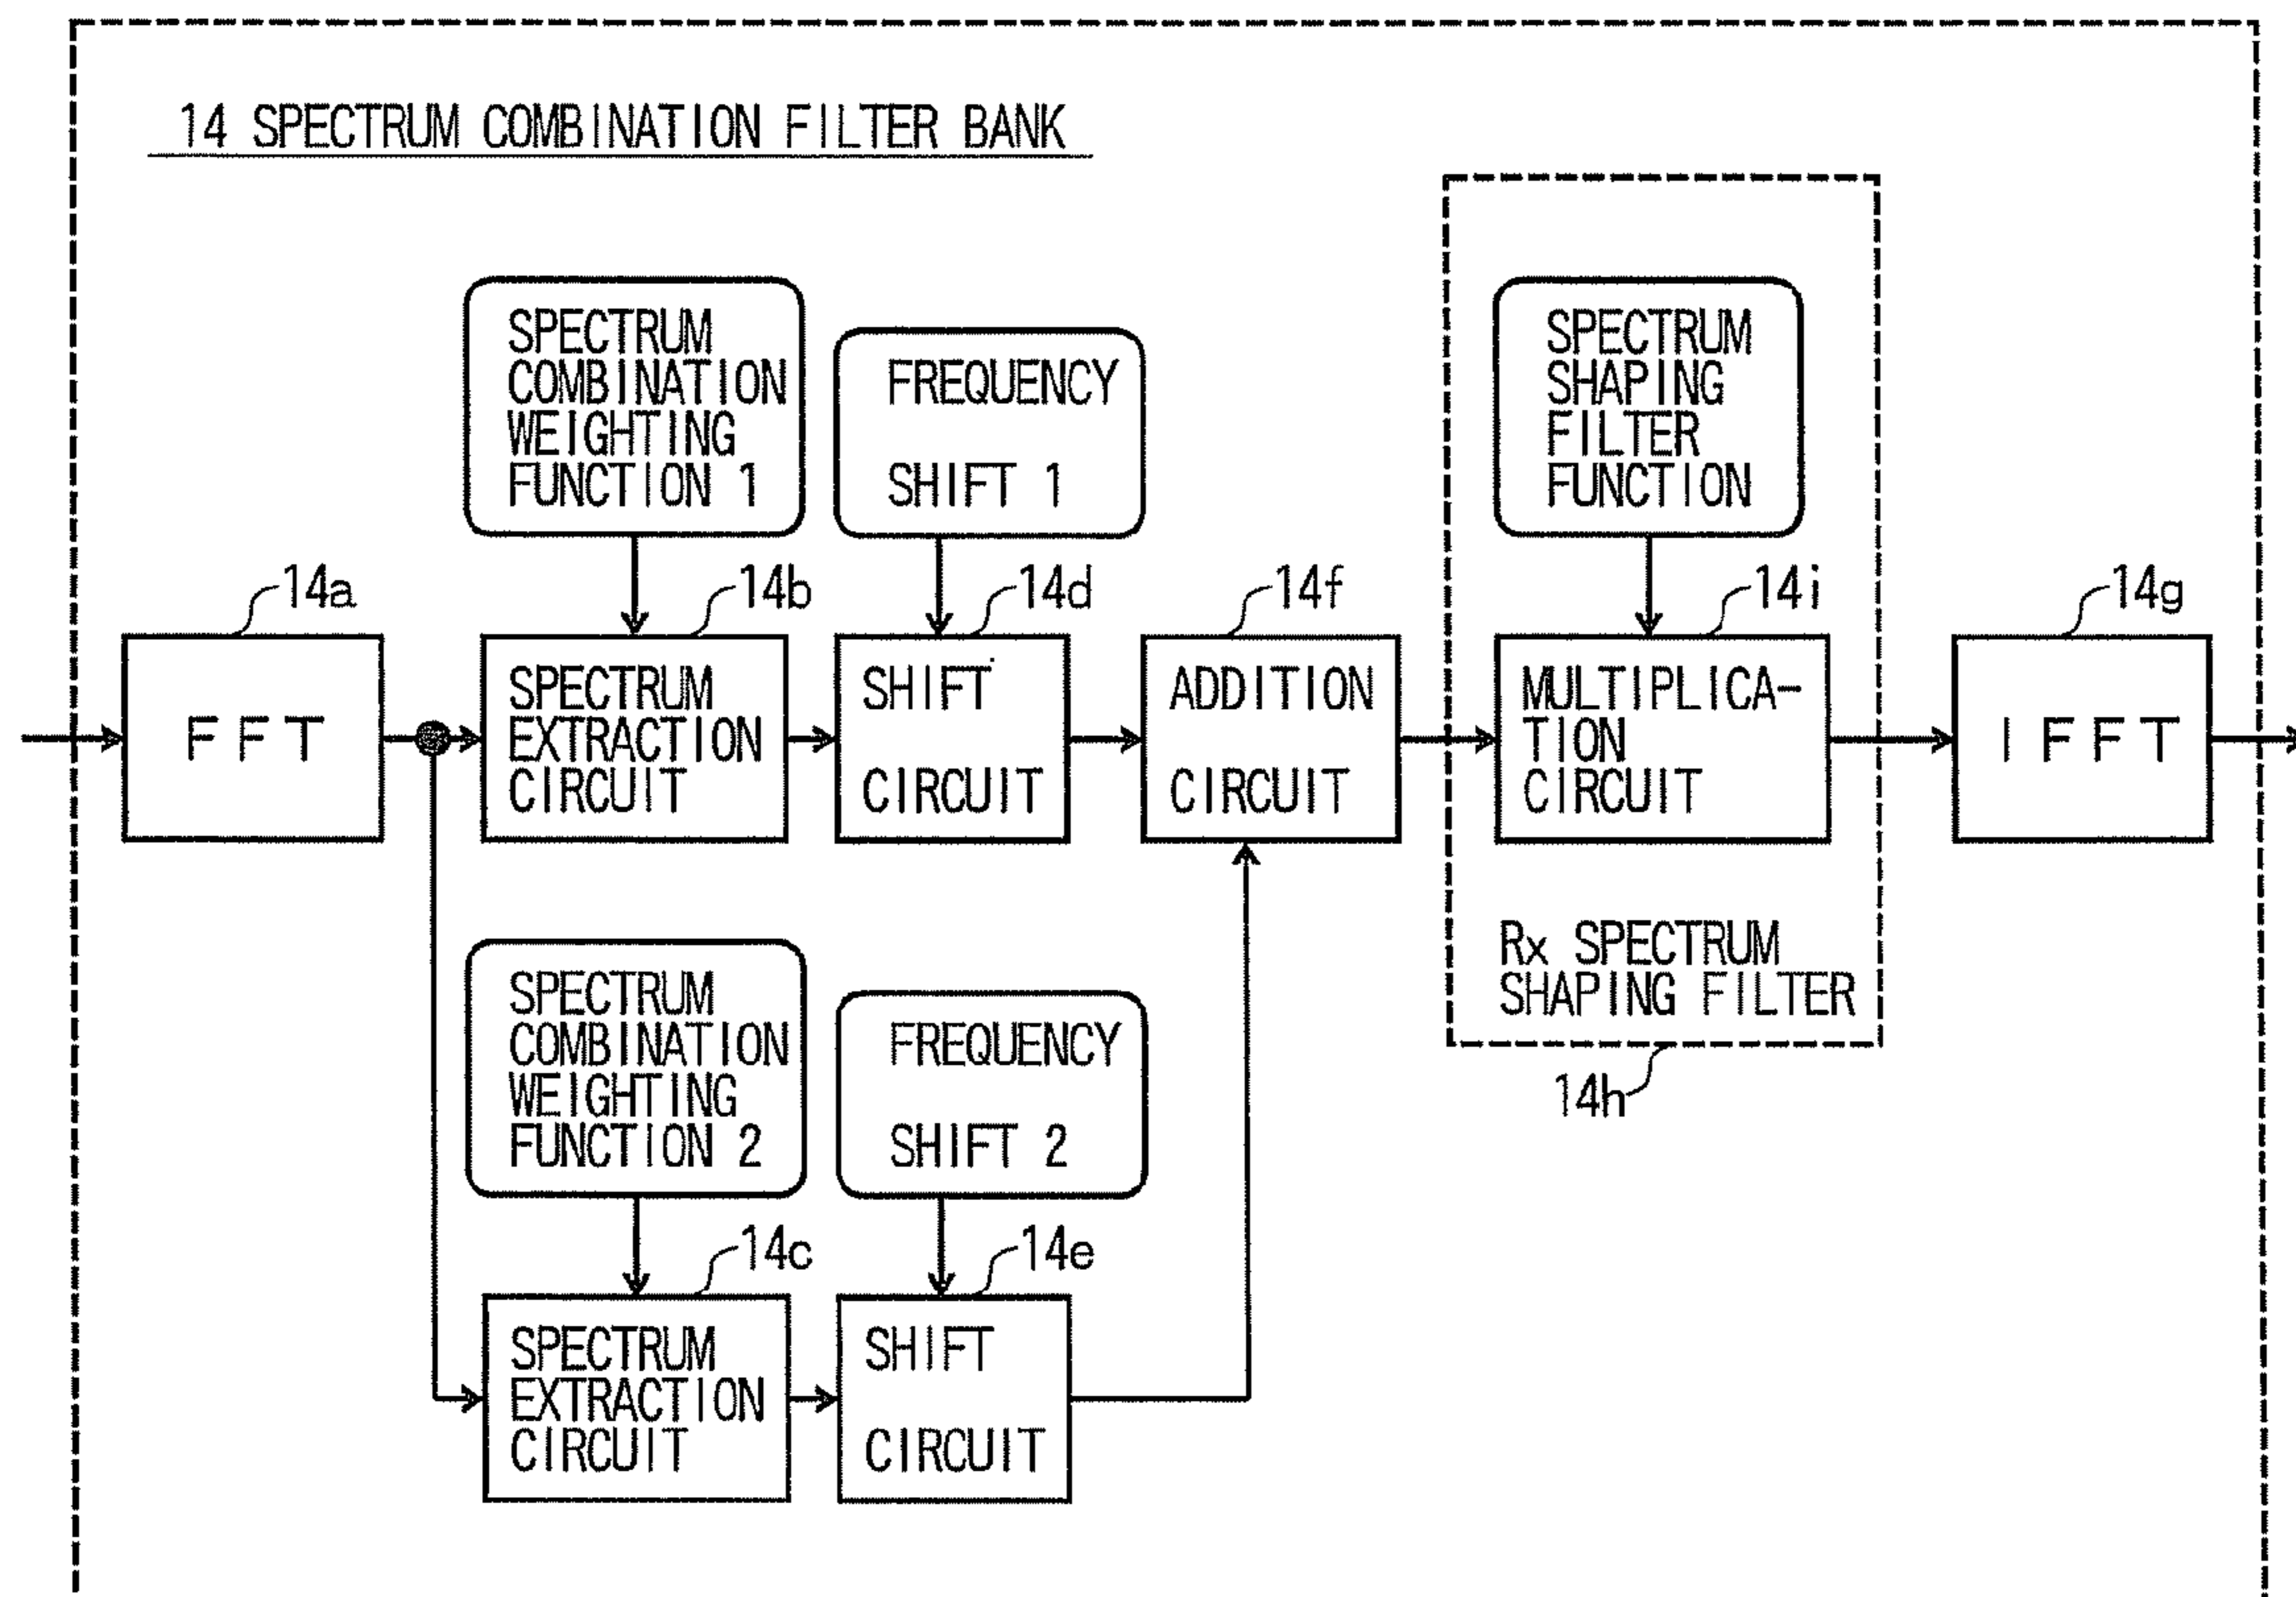 14 SPECTRUM COMBINATION FILTER BANK
SPECTRUM
COMBINATION
WEIGHTING
FUNCTION 1
FREQUENCY
SHIFT 1
SPECTRUM
SHAPING
FILTER
FUNCTION
14a
14b
14d
14f
14i
14g
FFT
SPECTRUM
EXTRACTION
CIRCUIT
SHIFT
CIRCUIT
ADDITION
CIRCUIT
MULTIPLICA-
TION
CIRCUIT
IFFT
Rx SPECTRUM
SHAPING FILTER
14h
SPECTRUM
COMBINATION
WEIGHTING
FUNCTION 2
FREQUENCY
SHIFT 2
14c
14e
SPECTRUM
EXTRACTION
CIRCUIT
SHIFT
CIRCUIT